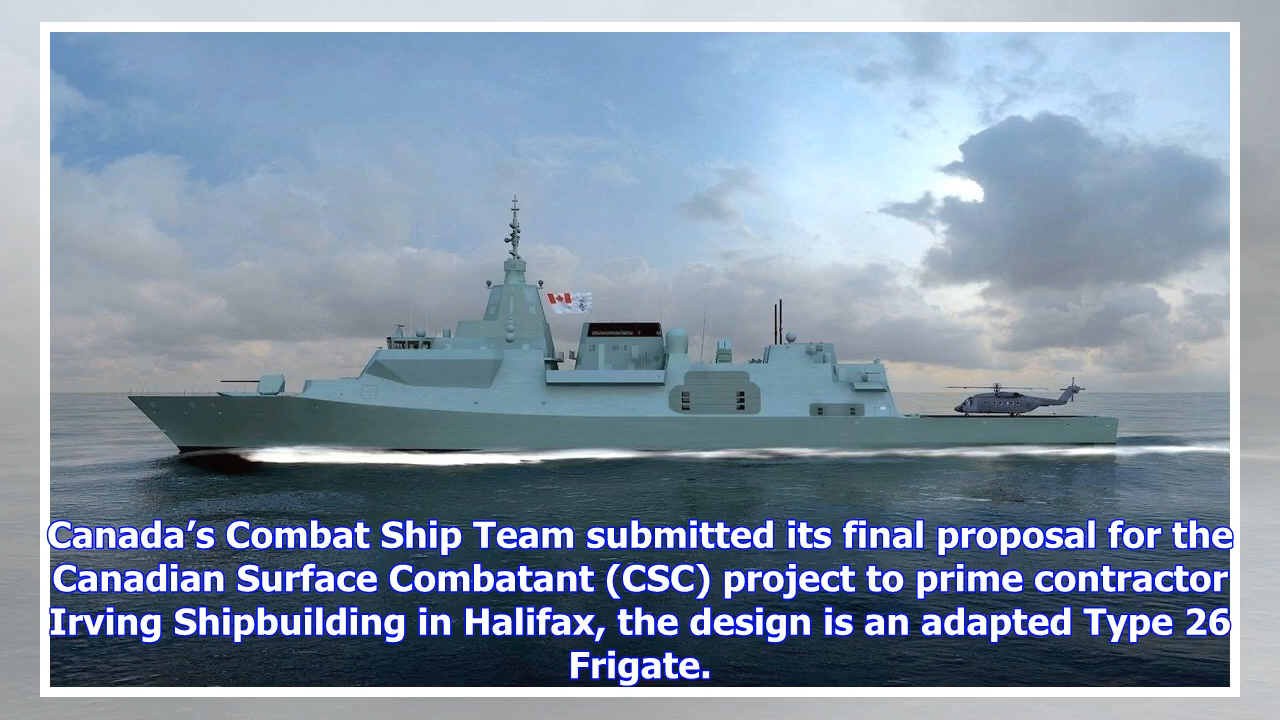 Canada’s Combat Ship Team submitted its final proposal for the
Canadian Surface Combatant (CSC) project to prime contractor
Irving Shipbuilding in Halifax, the design is an adapted Type 26
Frigate.